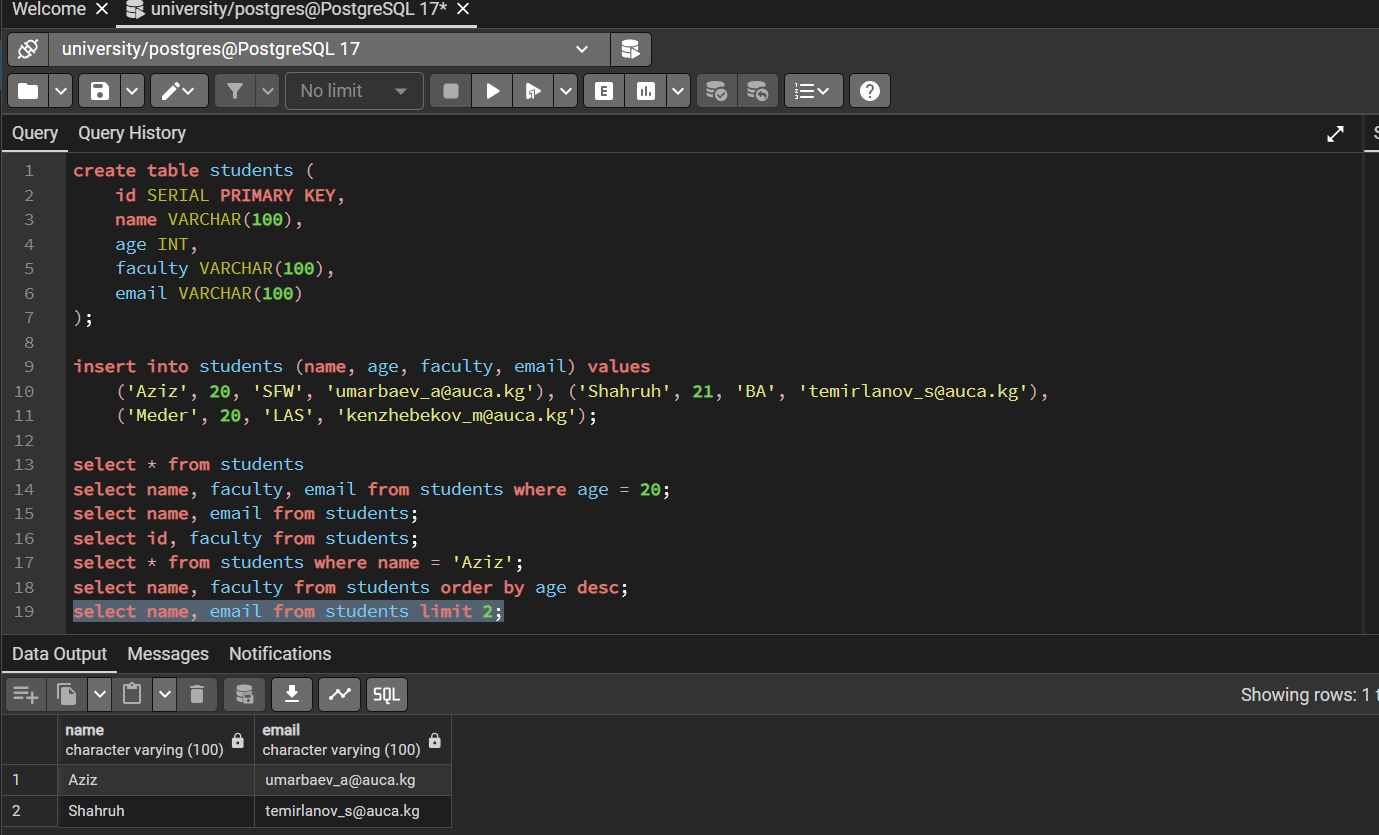 Welcome
university/postgres@PostgreSQL 17*
university/postgres@PostgreSQL 17
No limit
E
Query Query History
1 create table students (
2 id SERIAL PRIMARY KEY,
3 name VARCHAR(100),
4 age INT,
5 faculty VARCHAR(100),
6 email VARCHAR(100)
7 );
8
9 insert into students (name, age, faculty, email) values
10 ('Aziz', 20, 'SFW', 'umarbaev_a@auca.kg'), ('Shahruh', 21, 'BA', 'temirlanov_s@auca.kg'),
11 ('Meder', 20, 'LAS', 'kenzhebekov_m@auca.kg');
12
13 select * from students
14 select name, faculty, email from students where age = 20;
15 select name, email from students;
16 select id, faculty from students;
17 select * from students where name = 'Aziz';
18 select name, faculty from students order by age desc;
19 select name, email from students limit 2;
Data Output Messages Notifications
SQL
Showing rows: 1
name email
character varying (100) character varying (100)
1 Aziz umarbaev_a@auca.kg
2 Shahruh temirlanov_s@auca.kg